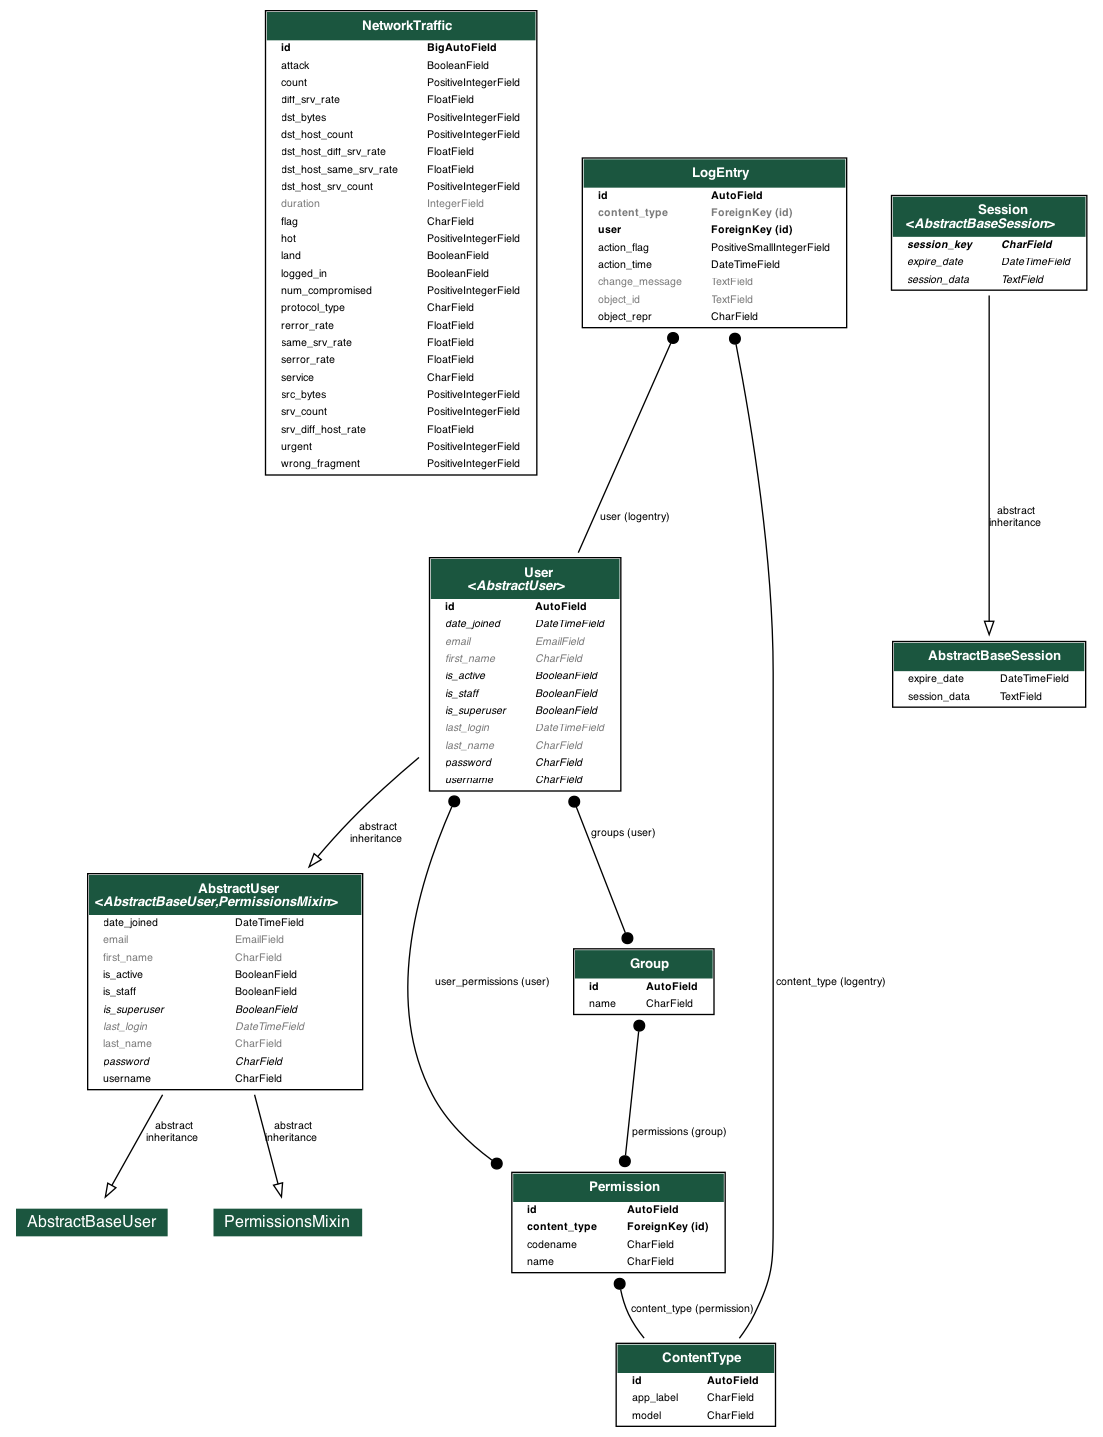 NetworkTraffic
id BigAutoField
attack BooleanField
count PositiveIntegerField
diff_srv_rate FloatField
dst_bytes PositiveIntegerField
dst_host_count PositiveIntegerField
dst_host_diff_srv_rate FloatField
dst_host_same_srv_rate FloatField
dst_host_srv_count PositiveIntegerField
duration IntegerField
flag CharField
hot PositiveIntegerField
land BooleanField
logged_in BooleanField
num_compromised PositiveIntegerField
protocol_type CharField
rerror_rate FloatField
same_srv_rate FloatField
serror_rate FloatField
service CharField
src_bytes PositiveIntegerField
srv_count PositiveIntegerField
srv_diff_host_rate FloatField
urgent PositiveIntegerField
wrong_fragment PositiveIntegerField
LogEntry
id AutoField
content_type ForeignKey (id)
user ForeignKey (id)
action_flag PositiveSmallIntegerField
action_time DateTimeField
change_message TextField
object_id TextField
object_repr CharField
Session
<AbstractBaseSession>
session_key CharField
expire_date DateTimeField
session_data TextField
user (logentry)
abstract
inheritance
User
<AbstractUser>
id AutoField
date_joined DateTimeField
email EmailField
first_name CharField
is_active BooleanField
is_staff BooleanField
is_superuser BooleanField
last_login DateTimeField
last_name CharField
password CharField
username CharField
AbstractBaseSession
expire_date DateTimeField
session_data TextField
abstract
inheritance
groups (user)
AbstractUser
<AbstractBaseUser,PermissionsMixin>
date_joined DateTimeField
email EmailField
first_name CharField
is_active BooleanField
is_staff BooleanField
is_superuser BooleanField
last_login DateTimeField
last_name CharField
password CharField
username CharField
user_permissions (user)
Group
id AutoField
name CharField
content_type (logentry)
abstract
inheritance
abstract
inheritance
permissions (group)
AbstractBaseUser
PermissionsMixin
Permission
id AutoField
content_type ForeignKey (id)
codename CharField
name CharField
content_type (permission)
ContentType
id AutoField
app_label CharField
model CharField